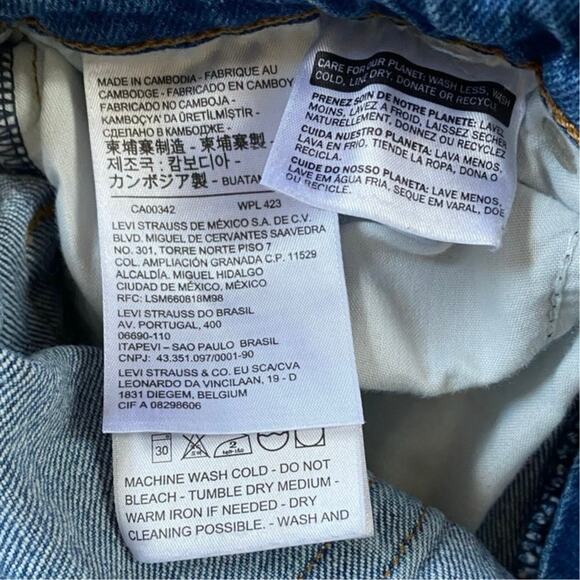 MADE IN CAMBODIA - FABRIQUE AU
CAMBODGE - FABRICADO EN CAMBOY
FABRICADO NO CAMBOJA -
KAMBOÇYA' DA ÜRETİLMİŞTİR -
СДЕЛАНО В КАМБОДЖЕ -
柬埔寨制造 - 柬埔寨製 -
제조국: 캄보디아 -
カンボジア製 - BUATAN
CA00342 WPL 423
LEVI STRAUSS DE MÉXICO S.A. DE C.V.
BLVD. MIGUEL DE CERVANTES SAAVEDRA
NO. 301, TORRE NORTE PISO 7
COL. AMPLIACIÓN GRANADA C.P. 11529
ALCALDÍA. MIGUEL HIDALGO
CIUDAD DE MÉXICO, MÉXICO
RFC: LSM660818M98
LEVI STRAUSS DO BRASIL
AV. PORTUGAL, 400
06690-110
ITAPEVI - SAO PAULO BRASIL
CNPJ: 43.351.097/0001-90
LEVI STRAUSS & CO. EU SCA/CVA
LEONARDO DA VINCILAAN, 19 - D
1831 DIEGEM, BELGIUM
CIF A 08298606
30 2
MACHINE WASH COLD - DO NOT
BLEACH - TUMBLE DRY MEDIUM -
WARM IRON IF NEEDED - DRY
CLEANING POSSIBLE. - WASH AND
CARE FOR OUR PLANET: WASH LESS, WASH
COLD, LINE DRY, DONATE OR RECYCLE
PRENEZ SOIN DE NOTRE PLANETE: LAVEZ
MOINS, LAVEZ A FROID, LAISSEZ SÉCHER
NATURELLEMENT, DONNEZ OU RECYCLEZ
CUIDA NUESTRO PLANETA: LAVA MENOS,
LAVA EN FRIO, TIENDE LA ROPA, DONA O
RECICLA.
CUIDE DO NOSSO PLANETA: LAVE MENOS,
LAVE EM ÁGUA FRIA, SEQUE EM VARAL, DOE
OU RECICLE